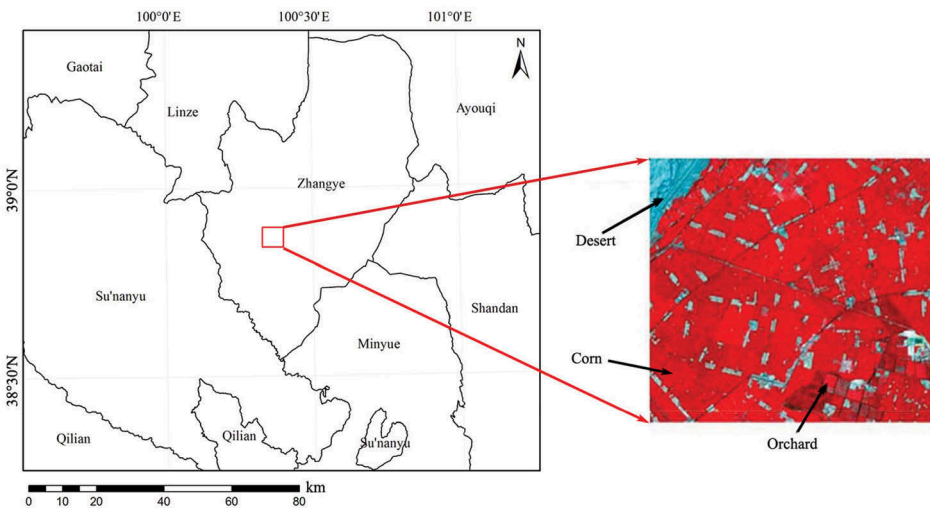 100°0'E 100°30'E 101°0'E
N
Gaotai
Linze
Ayouqi
39°0'N
Zhangye
Desert
Su'nanyu
Shandan
Minyue
Corn
38°30'N
Qilian
Qilian
Su'nanyu
Orchard
km
0 10 20 40 60 80